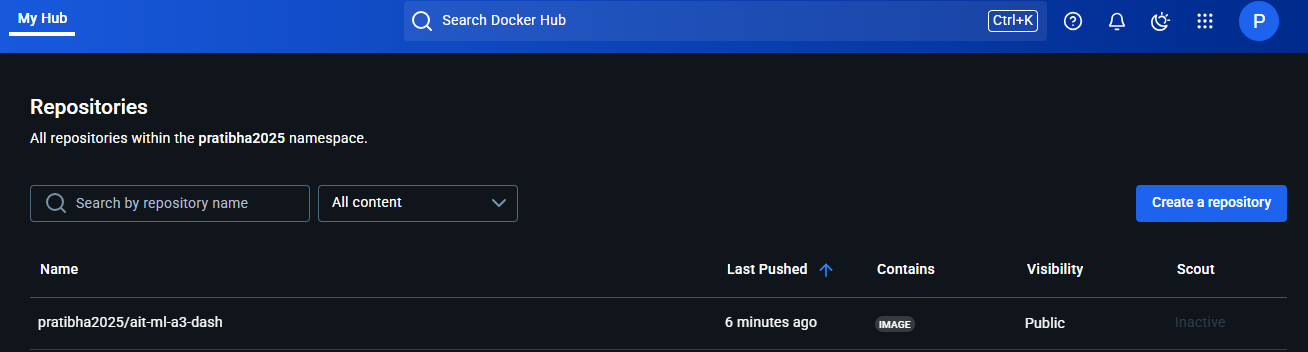 My Hub
Search Docker Hub
Ctrl+K
P
Repositories
All repositories within the pratibha2025 namespace.
Search by repository name
All content
Create a repository
Name Last Pushed Contains Visibility Scout
pratibha2025/ait-ml-a3-dash 6 minutes ago IMAGE Public Inactive